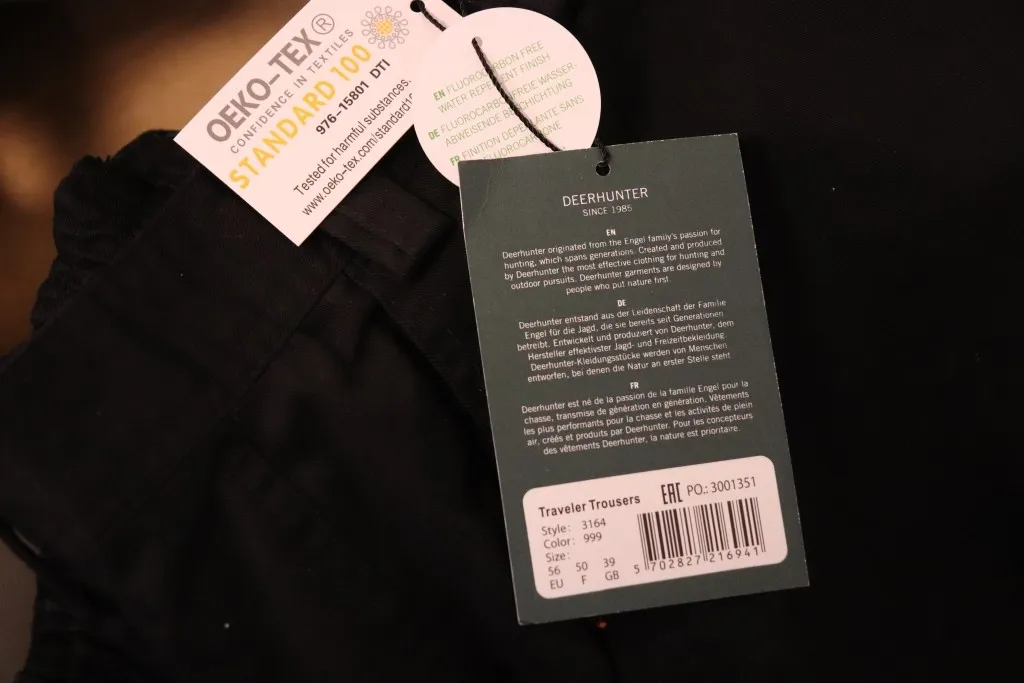 OEKO-TEX®
CONFIDENCE IN TEXTILES
STANDARD 100
976-15801 DTI
Tested for harmful substances.
www.oeko-tex.com/standard10
EN FLUOROCARBON FREE
WATER REPELLENT FINISH
DE FLUOROCARBONFREIE WASSER-
ABWEISENDE BESCHICHTUNG
FR FINITION DEPERLANTE SANS
FLUOROCARBONE
DEERHUNTER
SINCE 1985
EN
Deerhunter originated from the Engel family's passion for
hunting, which spans generations. Created and produced
by Deerhunter the most effective clothing for hunting and
outdoor pursuits. Deerhunter garments are designed by
people who put nature first.
DE
Deerhunter entstand aus der Leidenschaft der Familie
Engel für die Jagd, die sie bereits seit Generationen
betreibt. Entwickelt und produziert von Deerhunter, dem
Hersteller effektivster Jagd- und Freizeitbekleidung.
Deerhunter-Kleidungsstücke werden von Menschen
entworfen, bei denen die Natur an erster Stelle steht
FR
Deerhunter est né de la passion de la famille Engel pour la
chasse, transmise de génération en génération. Vêtements
les plus performants pour la chasse et les activités de plein
air, créés et produits par Deerhunter. Pour les concepteurs
des vêtements Deerhunter, la nature est prioritaire.
Traveler Trousers EAC PO.: 3001351
Style: 3164
Color: 999
Size:
56 50 39
EU F GB
5 702827 216941